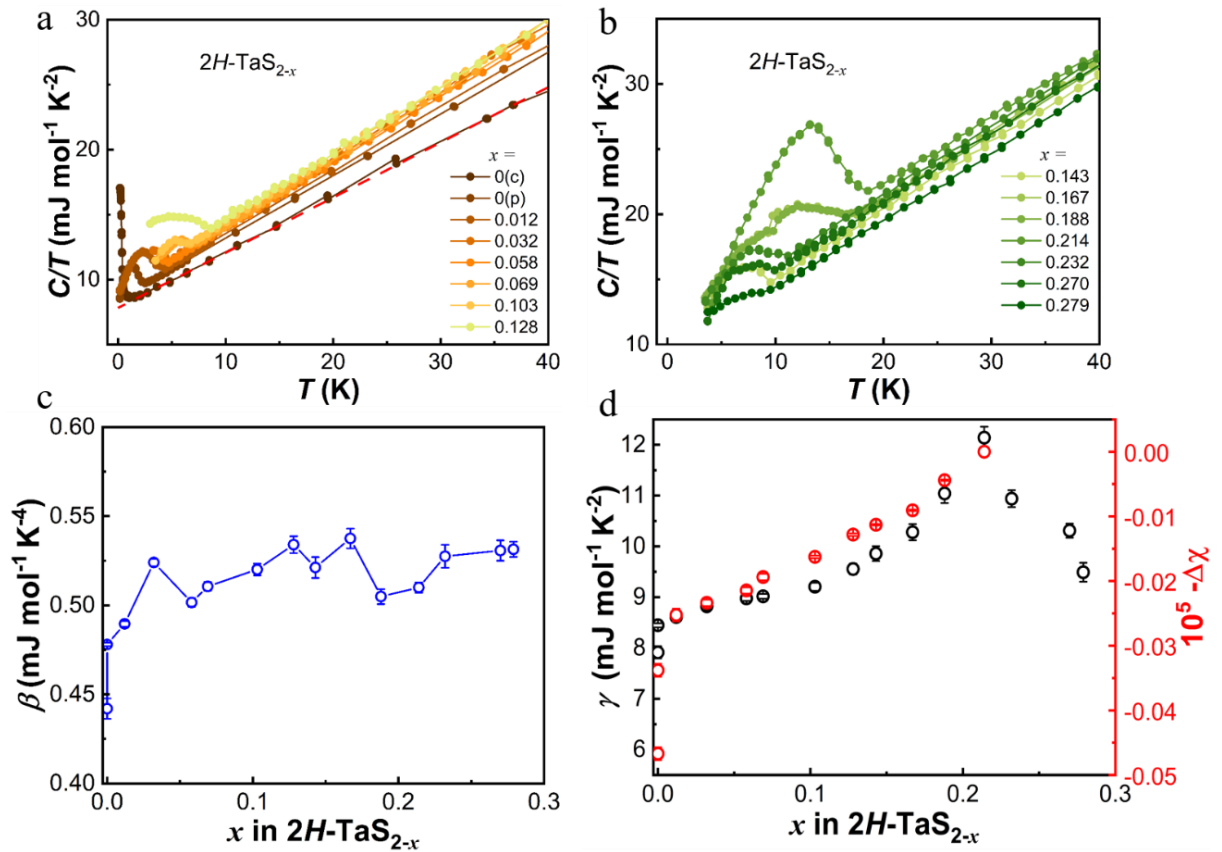 a
2H-TaS2-x
C/T (mJ mol-1 K-2)
30
20
10
0 10 20 30 40
T (K)
x =
0(c)
0(p)
0.012
0.032
0.058
0.069
0.103
0.128
b
2H-TaS2-x
C/T (mJ mol-1 K-2)
30
20
10
0 10 20 30 40
T (K)
x =
0.143
0.167
0.188
0.214
0.232
0.270
0.279
c
β (mJ mol-1 K-4)
0.60
0.55
0.50
0.45
0.40
0.0 0.1 0.2 0.3
x in 2H-TaS2-x
d
γ (mJ mol-1 K-2)
12
11
10
9
8
7
6
0.0 0.1 0.2 0.3
x in 2H-TaS2-x
0.00
-0.01
-0.02
-0.03
-0.04
-0.05
105 -Δχ